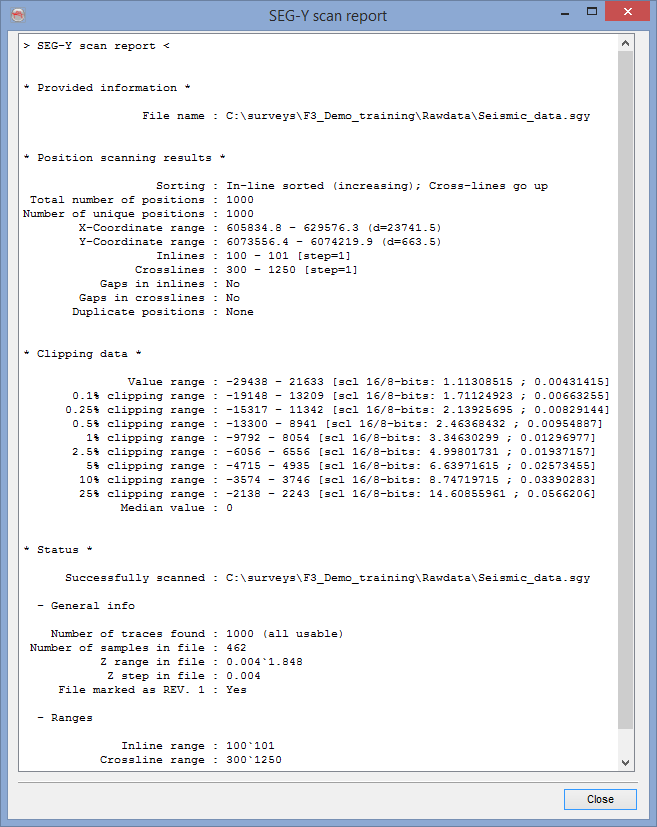 SEG-Y scan report
> SEG-Y scan report <
* Provided information *
File name : C:\surveys\F3_Demo_training\Rawdata\Seismic_data.sgy
* Position scanning results *
Sorting : In-line sorted (increasing); Cross-lines go up
Total number of positions : 1000
Number of unique positions : 1000
X-Coordinate range : 605834.8 - 629576.3 (d=23741.5)
Y-Coordinate range : 6073556.4 - 6074219.9 (d=663.5)
Inlines : 100 - 101 [step=1]
Crosslines : 300 - 1250 [step=1]
Gaps in inlines : No
Gaps in crosslines : No
Duplicate positions : None
* Clipping data *
Value range : -29438 - 21633 [scl 16/8-bits: 1.11308515 ; 0.00431415]
0.1% clipping range : -19148 - 13209 [scl 16/8-bits: 1.71124923 ; 0.00663255]
0.25% clipping range : -15317 - 11342 [scl 16/8-bits: 2.13925695 ; 0.00829144]
0.5% clipping range : -13300 - 8941 [scl 16/8-bits: 2.46368432 ; 0.00954887]
1% clipping range : -9792 - 8054 [scl 16/8-bits: 3.34630299 ; 0.01296977]
2.5% clipping range : -6056 - 6556 [scl 16/8-bits: 4.99801731 ; 0.01937157]
5% clipping range : -4715 - 4935 [scl 16/8-bits: 6.63971615 ; 0.02573455]
10% clipping range : -3574 - 3746 [scl 16/8-bits: 8.74719715 ; 0.03390283]
25% clipping range : -2138 - 2243 [scl 16/8-bits: 14.60855961 ; 0.0566206]
Median value : 0
* Status *
Successfully scanned : C:\surveys\F3_Demo_training\Rawdata\Seismic_data.sgy
- General info
Number of traces found : 1000 (all usable)
Number of samples in file : 462
Z range in file : 0.004`1.848
Z step in file : 0.004
File marked as REV. 1 : Yes
- Ranges
Inline range : 100`101
Crossline range : 300`1250
Close